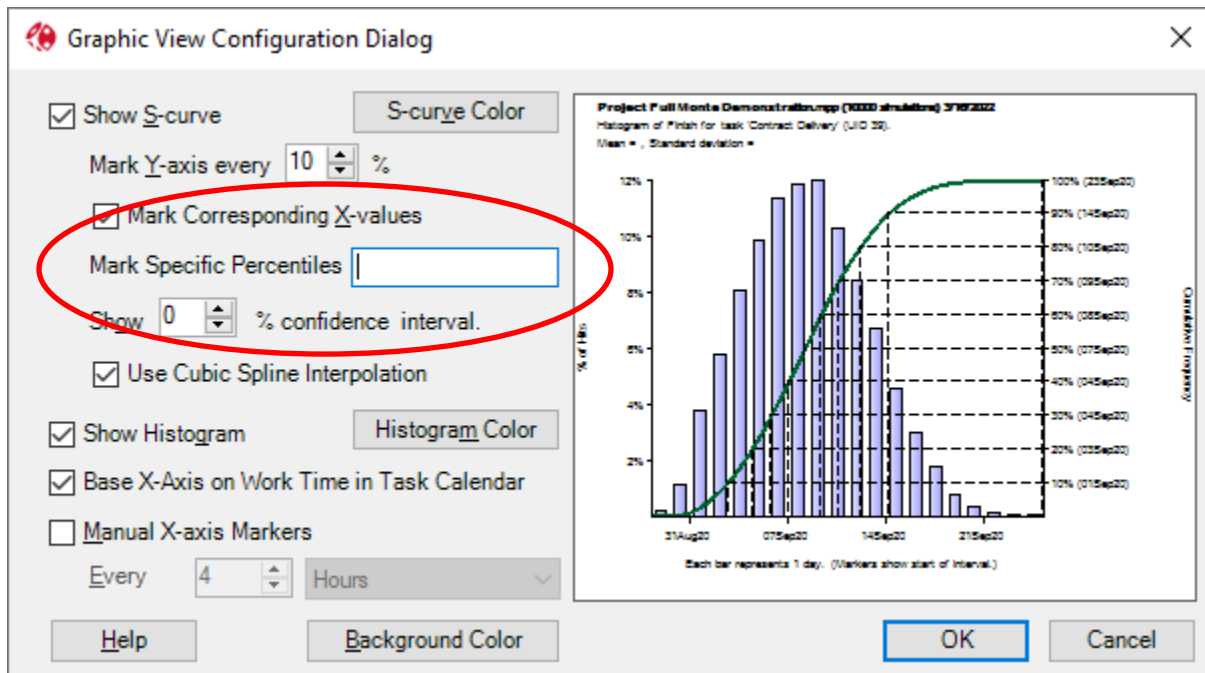 Graphic View Configuration Dialog
Show S-curve
S-curve Color
Mark Y-axis every 10 %
Mark Corresponding X-values
Mark Specific Percentiles
Show 0 % confidence interval.
Use Cubic Spline Interpolation
Show Histogram
Histogram Color
Base X-Axis on Work Time in Task Calendar
Manual X-axis Markers
Every 4 Hours
Help
Background Color
Project Full Monte Demonstration.mpp (10000 simulations) 3/16/2022
Histogram of Finish for task 'Contract Delivery' (UID 39).
Mean = , Standard deviation =
12%
10%
8%
6%
4%
2%
% of Hits
100% (23Sep20)
90% (14Sep20)
80% (10Sep20)
70% (09Sep20)
60% (08Sep20)
50% (07Sep20)
40% (04Sep20)
30% (04Sep20)
20% (03Sep20)
10% (01Sep20)
Cumulative Frequency
31Aug20 07Sep20 14Sep20 21Sep20
Each bar represents 1 day. (Markers show start of interval.)
OK
Cancel